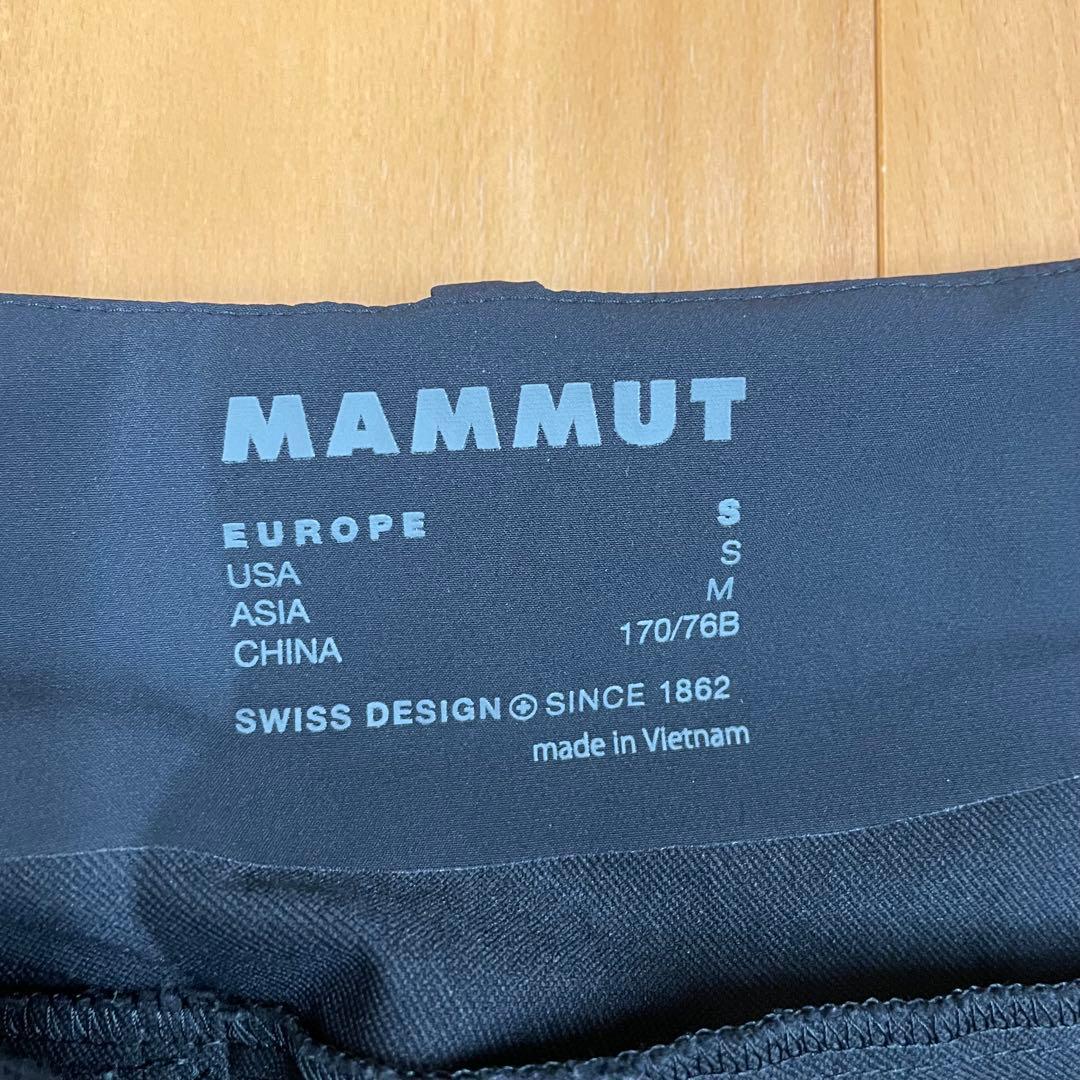 MAMMUT
EUROPE S
USA S
ASIA M
CHINA 170/76B
SWISS DESIGN SINCE 1862
made in Vietnam